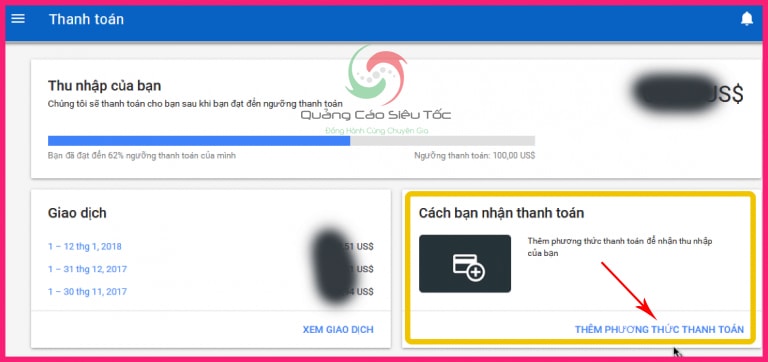 Thanh toán
Thu nhập của bạn
Chúng tôi sẽ thanh toán cho bạn sau khi bạn đạt đến ngưỡng thanh toán
US$
Quảng Cáo Siêu Tốc
Đồng Hành Cùng Chuyên Gia
Bạn đã đạt đến 62% ngưỡng thanh toán của mình
Ngưỡng thanh toán: 100,00 US$
Giao dịch
1 – 12 thg 1, 2018
51 US$
1 – 31 thg 12, 2017
1 US$
1 – 30 thg 11, 2017
4 US$
XEM GIAO DỊCH
Cách bạn nhận thanh toán
Thêm phương thức thanh toán để nhận thu nhập
của bạn
THÊM PHƯƠNG THỨC THANH TOÁN